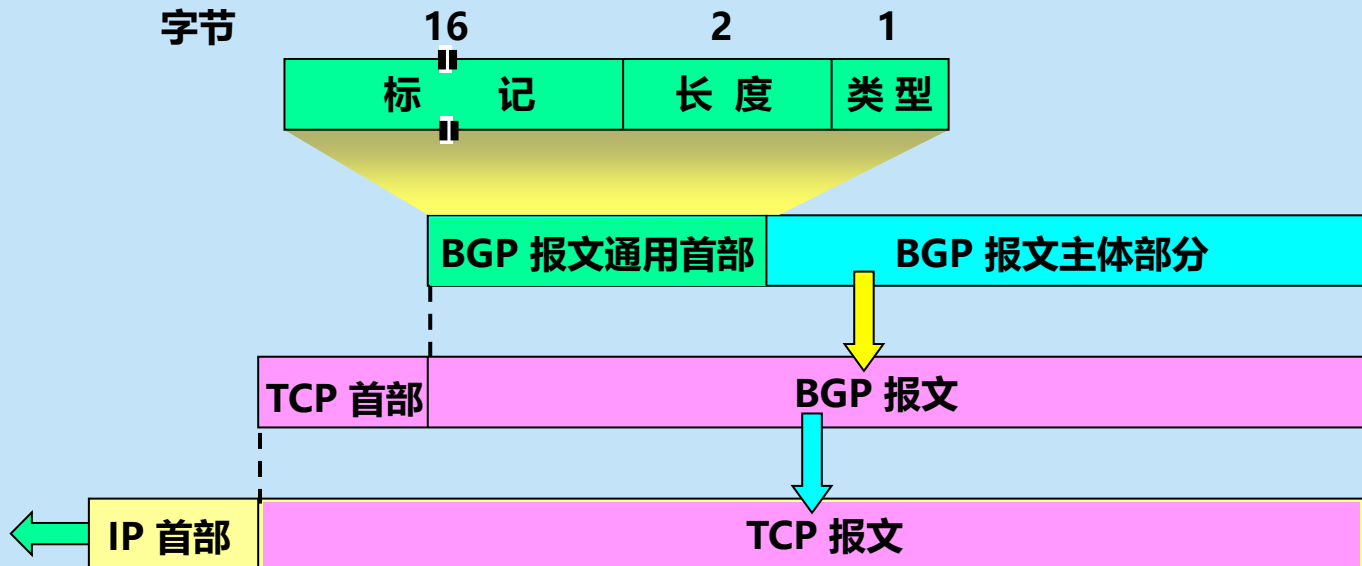 字节 16 2 1
标 记 长 度 类 型
BGP 报文通用首部 BGP 报文主体部分
TCP 首部 BGP 报文
IP 首部 TCP 报文